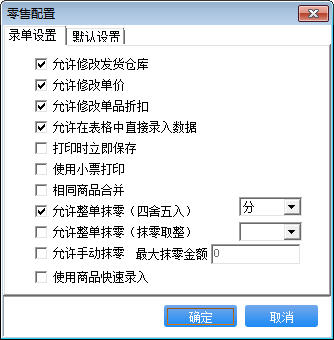 零售配置
录单设置 默认设置
允许修改发货仓库
允许修改单价
允许修改单品折扣
允许在表格中直接录入数据
打印时立即保存
使用小票打印
相同商品合并
允许整单抹零（四舍五入） 分
允许整单抹零（抹零取整）
允许手动抹零 最大抹零金额 0
使用商品快速录入
确定 取消